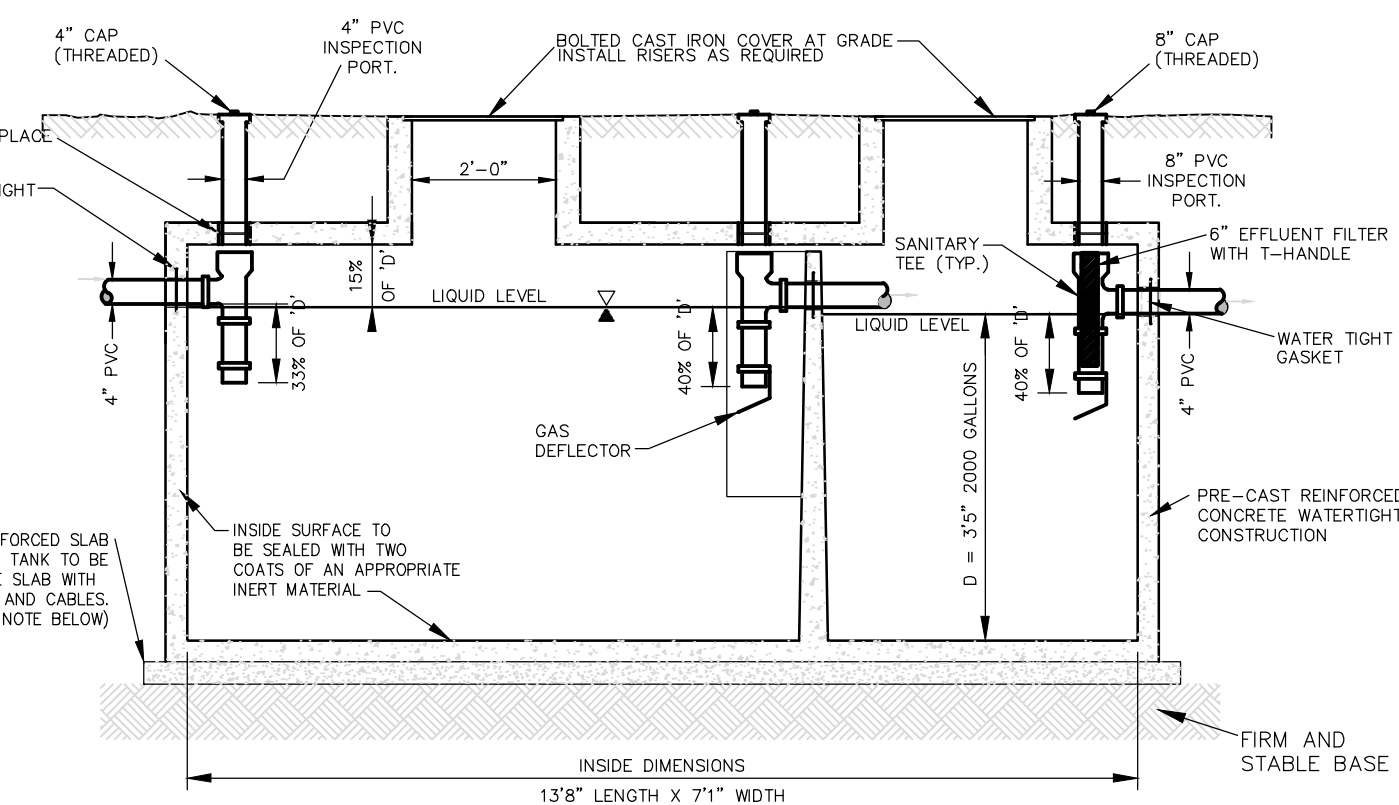 4" CAP
(THREADED)
4" PVC
INSPECTION
PORT.
BOLTED CAST IRON COVER AT GRADE
INSTALL RISERS AS REQUIRED
8" CAP
(THREADED)
PLACE
IGHT
2'-0"
8" PVC
INSPECTION
PORT.
SANITARY
TEE (TYP.)
6" EFFLUENT FILTER
WITH T-HANDLE
15%
OF 'D'
LIQUID LEVEL
LIQUID LEVEL
4" PVC
33% OF 'D'
40% OF 'D'
40% OF 'D'
4" PVC
WATER TIGHT
GASKET
GAS
DEFLECTOR
D = 3'5" 2000 GALLONS
PRE-CAST REINFORCED
CONCRETE WATERTIGHT
CONSTRUCTION
INSIDE SURFACE TO
BE SEALED WITH TWO
COATS OF AN APPROPRIATE
INERT MATERIAL
FORCED SLAB
TANK TO BE
E SLAB WITH
AND CABLES.
NOTE BELOW)
FIRM AND
STABLE BASE
INSIDE DIMENSIONS
13'8" LENGTH X 7'1" WIDTH